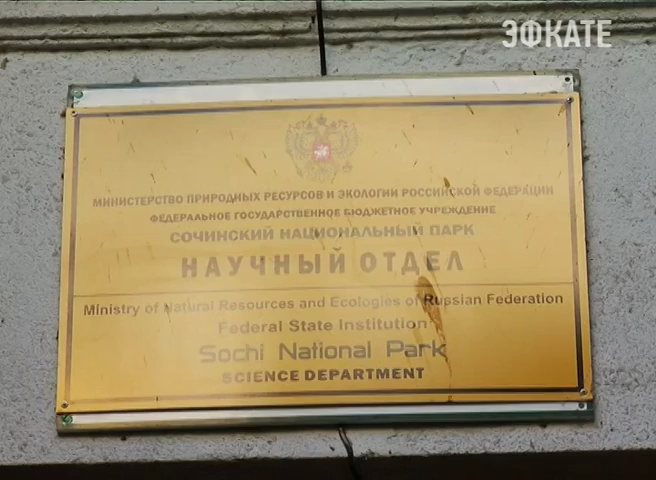 ЭФКАТЕ
МИНИСТЕРСТВО ПРИРОДНЫХ РЕСУРСОВ И ЭКОЛОГИИ РОССИЙСКОЙ ФЕДЕРАЦИИ
ФЕДЕРАЛЬНОЕ ГОСУДАРСТВЕННОЕ БЮДЖЕТНОЕ УЧРЕЖДЕНИЕ
СОЧИНСКИЙ НАЦИОНАЛЬНЫЙ ПАРК
НАУЧНЫЙ ОТДЕЛ
Ministry of Natural Resources and Ecologies of Russian Federation
Federal State Institution
Sochi National Park
SCIENCE DEPARTMENT